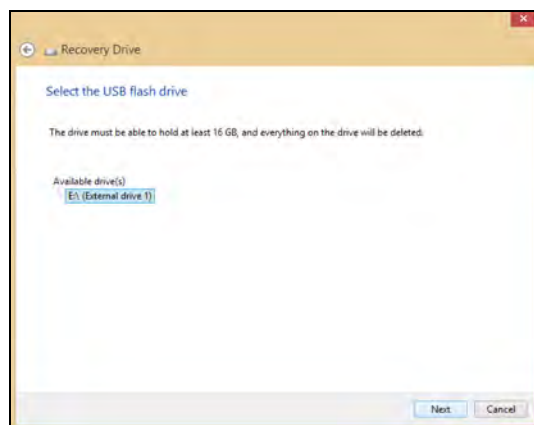 Recovery Drive
Select the USB flash drive
The drive must be able to hold at least 16 GB, and everything on the drive will be deleted.
Available drive(s)
E:\ (External drive 1)
Next Cancel